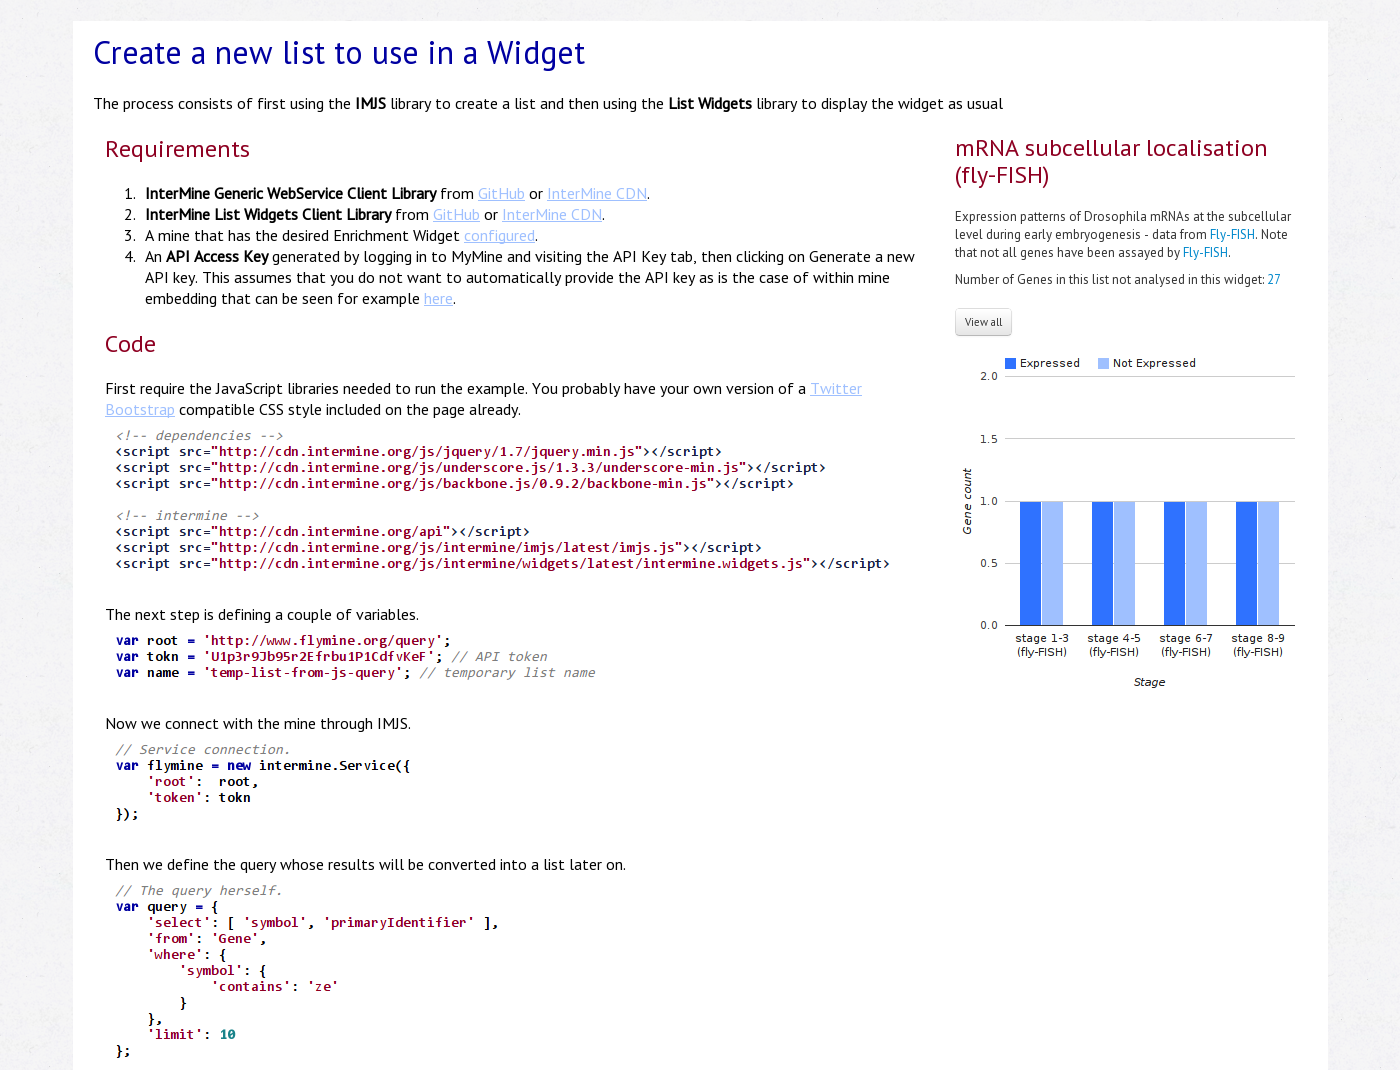 Create a new list to use in a Widget
The process consists of first using the IMJS library to create a list and then using the List Widgets library to display the widget as usual
Requirements
1. InterMine Generic WebService Client Library from GitHub or InterMine CDN.
2. InterMine List Widgets Client Library from GitHub or InterMine CDN.
3. A mine that has the desired Enrichment Widget configured.
4. An API Access Key generated by logging in to MyMine and visiting the API Key tab, then clicking on Generate a new
API key. This assumes that you do not want to automatically provide the API key as is the case of within mine
embedding that can be seen for example here.
Code
First require the JavaScript libraries needed to run the example. You probably have your own version of a Twitter
Bootstrap compatible CSS style included on the page already.
<!-- dependencies -->
<script src="http://cdn.intermine.org/js/jquery/1.7/jquery.min.js"></script>
<script src="http://cdn.intermine.org/js/underscore.js/1.3.3/underscore-min.js"></script>
<script src="http://cdn.intermine.org/js/backbone.js/0.9.2/backbone-min.js"></script>
<!-- intermine -->
<script src="http://cdn.intermine.org/api"></script>
<script src="http://cdn.intermine.org/js/intermine/imjs/latest/imjs.js"></script>
<script src="http://cdn.intermine.org/js/intermine/widgets/latest/intermine.widgets.js"></script>
The next step is defining a couple of variables.
var root = 'http://www.flymine.org/query';
var tokn = 'U1p3r9Jb95r2Efrbu1P1CdfvKeF'; // API token
var name = 'temp-list-from-js-query'; // temporary list name
Now we connect with the mine through IMJS.
// Service connection.
var flymine = new intermine.Service({
    'root':  root,
    'token': tokn
});
Then we define the query whose results will be converted into a list later on.
// The query herself.
var query = {
    'select': [ 'symbol', 'primaryIdentifier' ],
    'from': 'Gene',
    'where': {
        'symbol': {
            'contains': 'ze'
        }
    },
    'limit': 10
};
mRNA subcellular localisation
(fly-FISH)
Expression patterns of Drosophila mRNAs at the subcellular
level during early embryogenesis - data from Fly-FISH. Note
that not all genes have been assayed by Fly-FISH.
Number of Genes in this list not analysed in this widget: 27
View all
Expressed Not Expressed
2.0
1.5
1.0
0.5
0.0
Gene count
stage 1-3 stage 4-5 stage 6-7 stage 8-9
(fly-FISH) (fly-FISH) (fly-FISH) (fly-FISH)
Stage